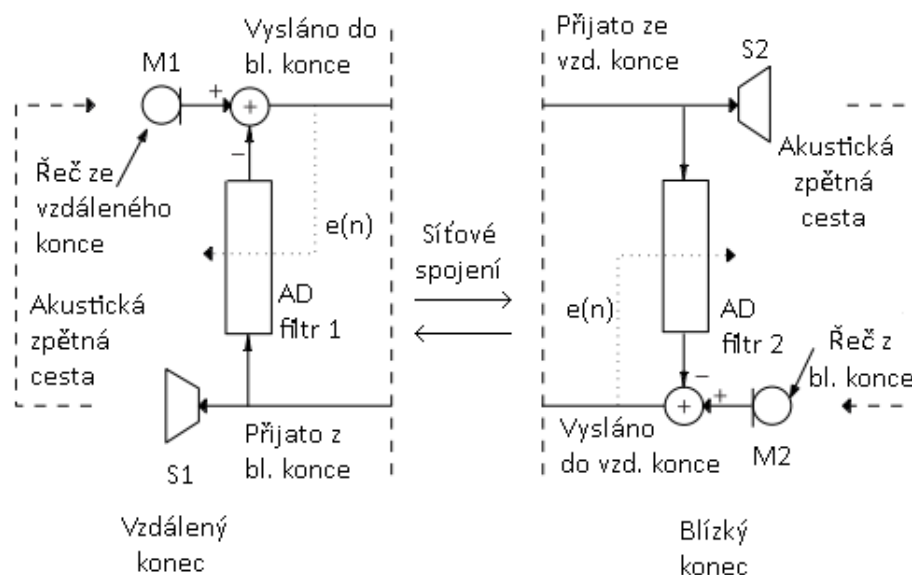 Vysláno do
bl. konce
M1
+
+
−
Řeč ze
vzdáleného
konce
e(n)
Akustická
zpětná
cesta
AD
filtr 1
S1
Přijato z
bl. konce
Vzdálený
konec
Síťové
spojení
Přijato ze
vzd. konce
S2
Akustická
zpětná
cesta
e(n)
AD
filtr 2
Řeč z
bl. konce
−
+
+
Vysláno
do vzd. konce
M2
Blízký
konec